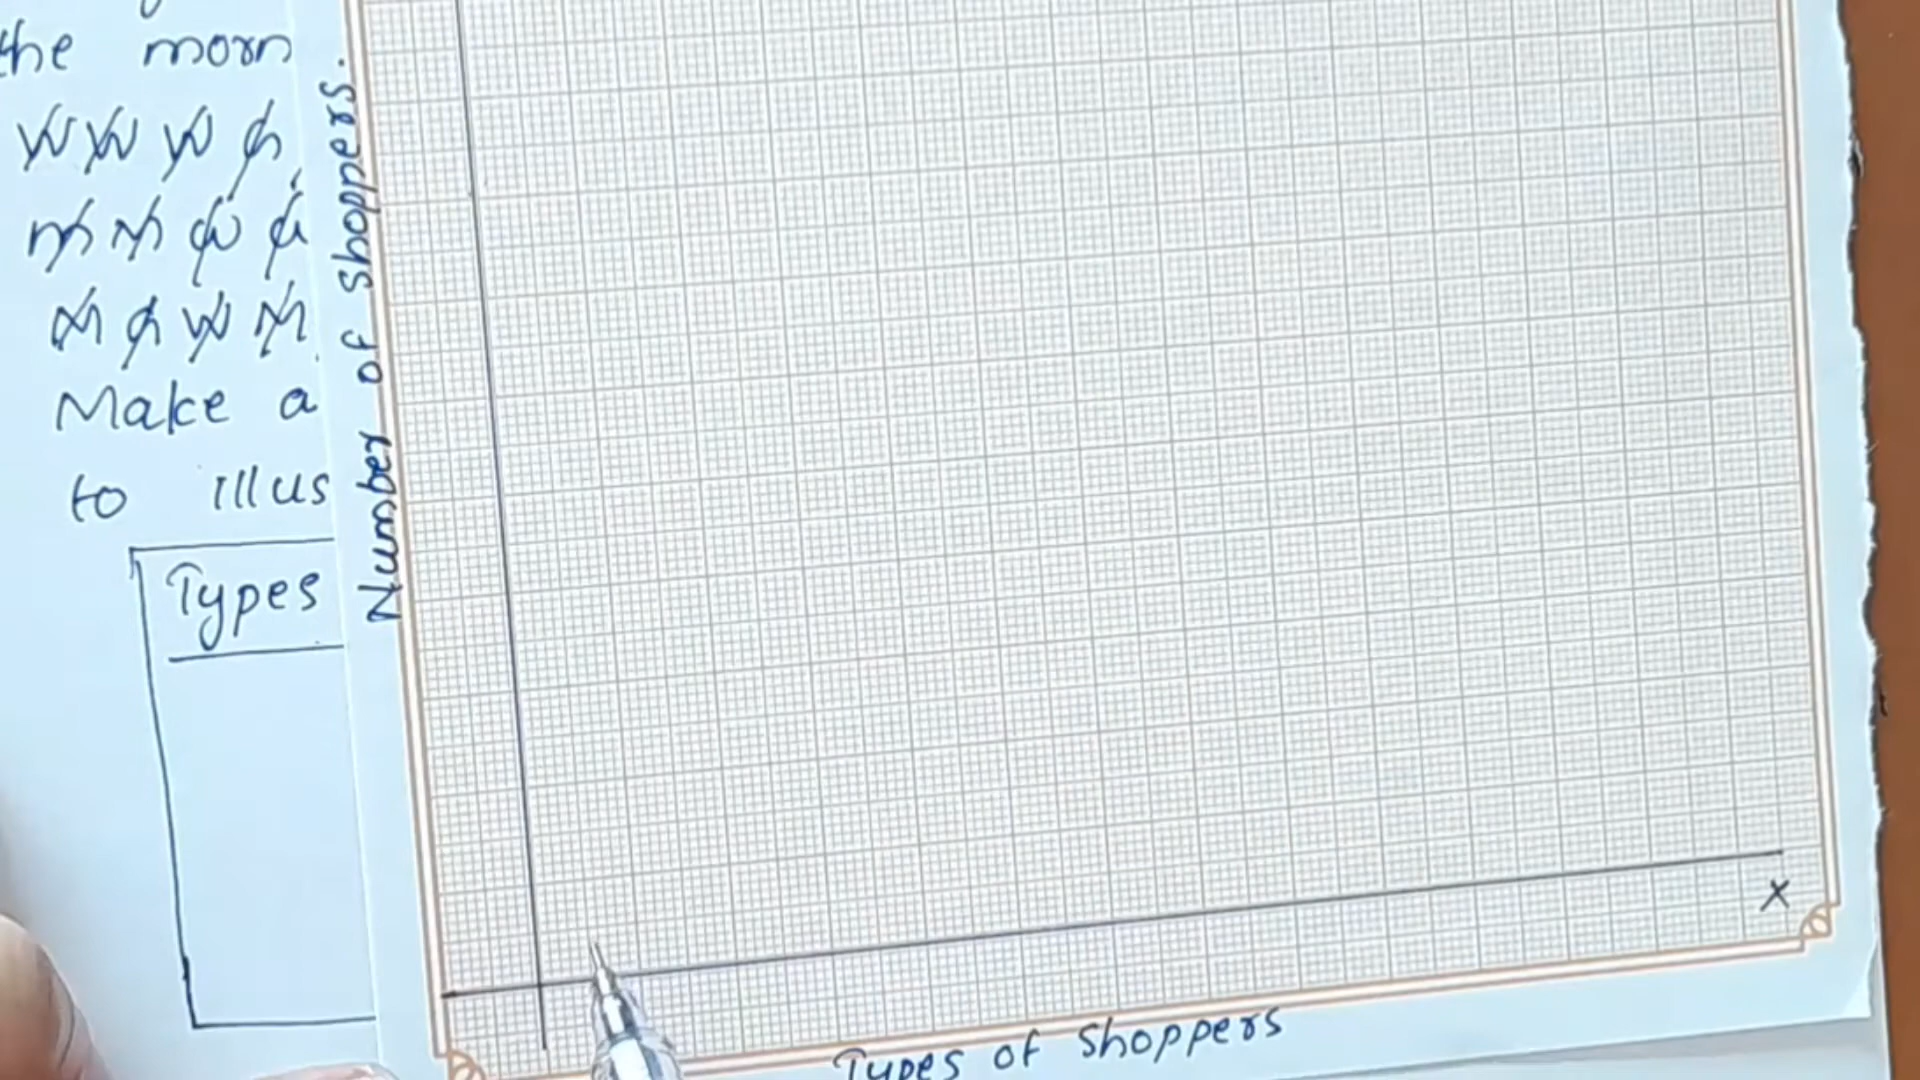 the morn
W W W
m m
W
Make a
to illus
Types
Number of shoppers.
X
Types of Shoppers